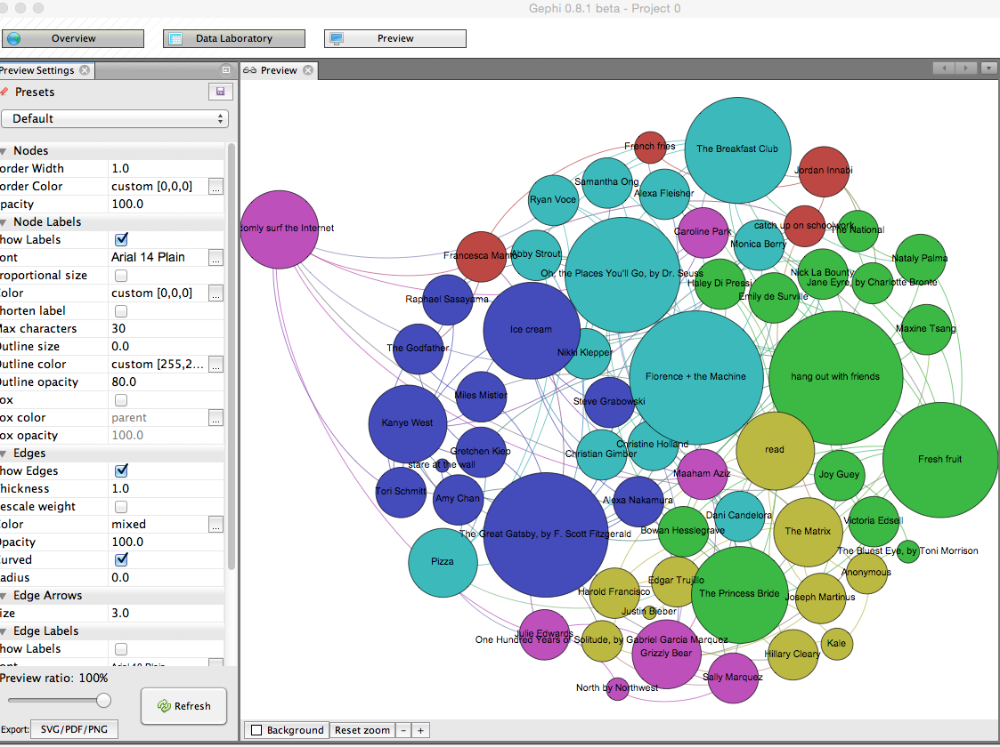 Gephi 0.8.1 beta - Project 0
Overview
Data Laboratory
Preview
Preview Settings
Presets
Default
Nodes
order Width 1.0
order Color custom [0,0,0] ...
pacity 100.0
Node Labels
how Labels
ont Arial 14 Plain ...
roportional size
olor custom [0,0,0] ...
horten label
Max characters 30
Outline size 0.0
Outline color custom [255,2... ...
Outline opacity 80.0
ox
ox color parent ...
ox opacity 100.0
Edges
how Edges
hickness 1.0
escale weight
olor mixed ...
pacity 100.0
urved
adius 0.0
Edge Arrows
ize 3.0
Edge Labels
how Labels
ont Arial 10 Plain
Preview ratio: 100%
Refresh
Export: SVG/PDF/PNG
Preview
French fries
The Breakfast Club
Jordan Innabi
Samantha Ong
Alexa Fleisher
Ryan Voce
domly surf the Internet
Caroline Park
catch up on schoolwork
The National
Monica Berry
Francesca Manto
Abby Strout
Nataly Palma
Oh, the Places You'll Go, by Dr. Seuss
Nick La Bounty
Haley Di Pressi
Jane Eyre, by Charlotte Bronte
Emily de Surville
Raphael Sasayama
Ice cream
Maxine Tsang
The Godfather
Nikki Klepper
Florence + the Machine
hang out with friends
Miles Mistler
Steve Grabowski
Kanye West
Christine Holland
read
Gretchen Kiep
Christian Gimber
Fresh fruit
stare at the wall
Maaham Aziz
Joy Guey
Tori Schmitt
Amy Chan
Alexa Nakamura
Dani Candelora
Victoria Edsell
The Great Gatsby, by F. Scott Fitzgerald
Bowan Hesslegrave
The Matrix
The Bluest Eye, by Toni Morrison
Pizza
Anonymous
Edgar Trujillo
Harold Francisco
The Princess Bride
Joseph Martinus
Justin Bieber
Julie Edwards
One Hundred Years of Solitude, by Gabriel Garcia Marquez
Kale
Grizzly Bear
Hillary Cleary
Sally Marquez
North by Northwest
Background
Reset zoom
-
+